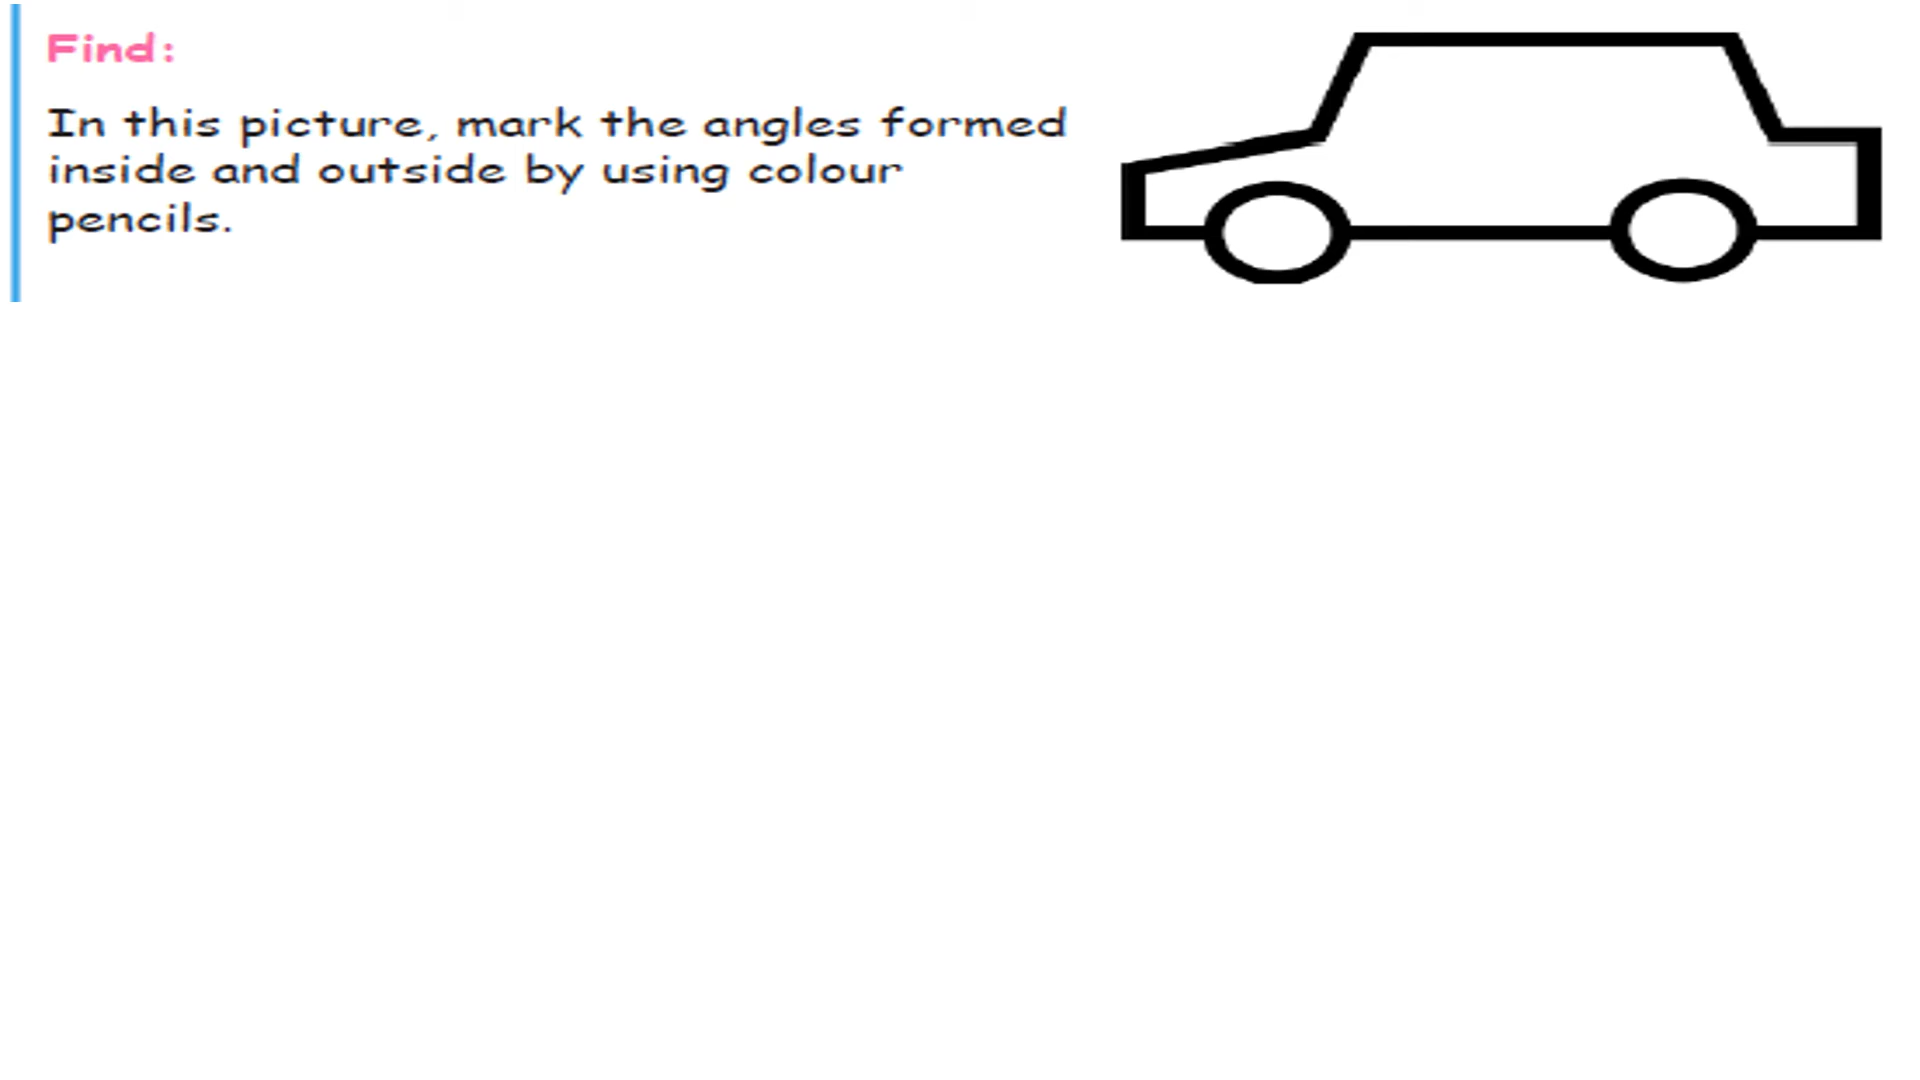 Find:
In this picture, mark the angles formed
inside and outside by using colour
pencils.